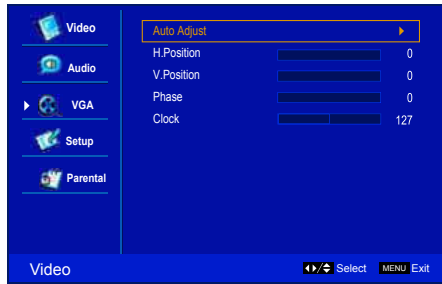 Video
Audio
VGA
Setup
Parental
Auto Adjust
H.Position 0
V.Position 0
Phase 0
Clock 127
Video
Select MENU Exit